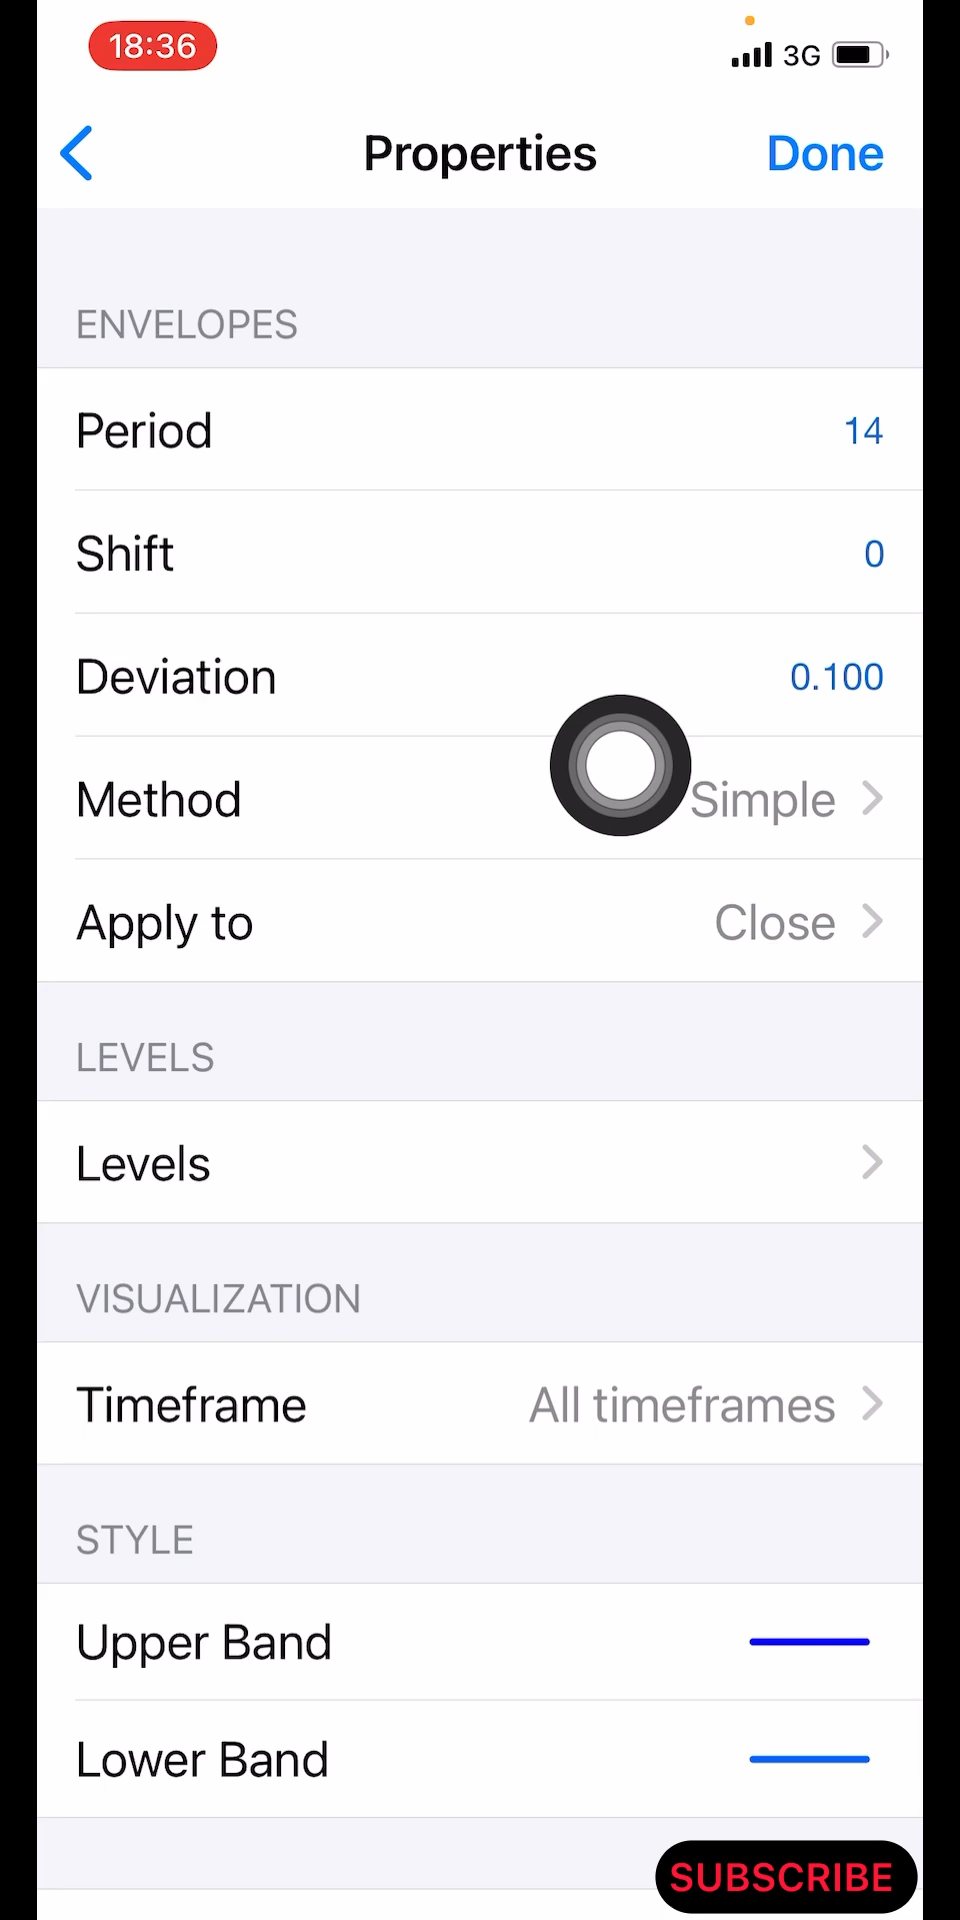 18:36
3G
Properties
Done
ENVELOPES
Period 14
Shift 0
Deviation 0.100
Method Simple
Apply to Close
LEVELS
Levels
VISUALIZATION
Timeframe All timeframes
STYLE
Upper Band
Lower Band
SUBSCRIBE